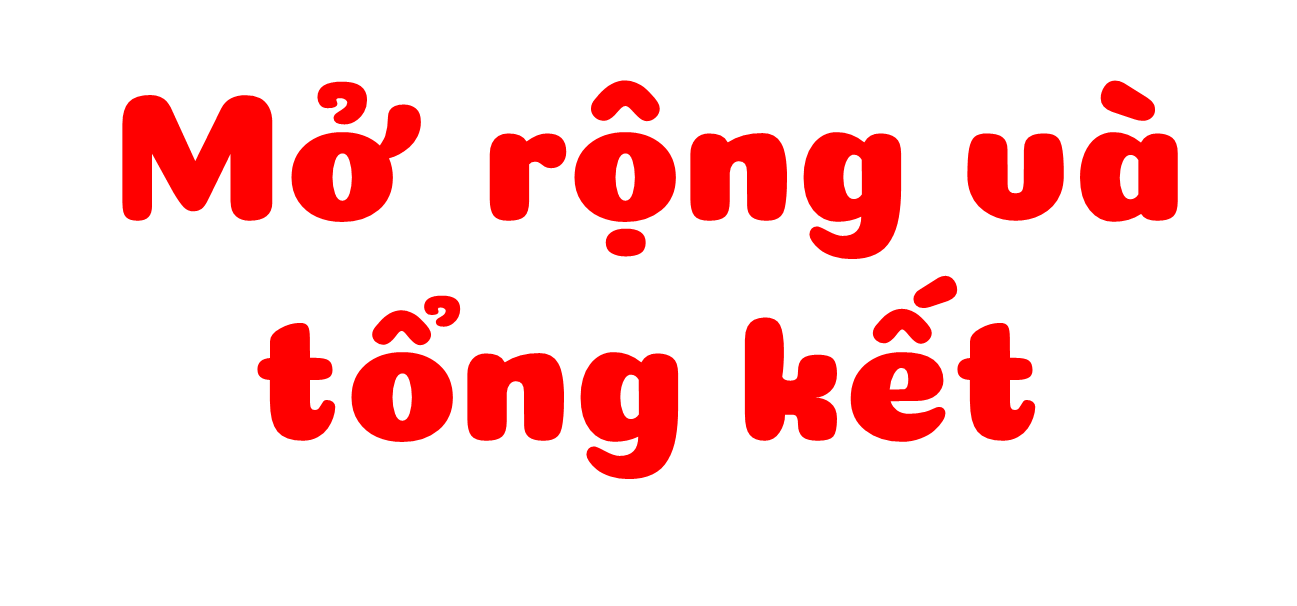 Mở rộng và
tổng kết